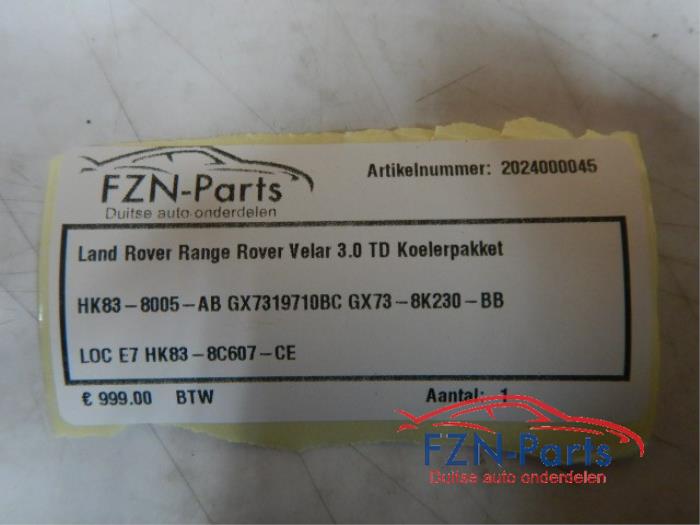 FZN-Parts
Duitse auto onderdelen
Artikelnummer: 2024000045
Land Rover Range Rover Velar 3.0 TD Koelerpakket
HK83-8005-AB GX7319710BC GX73-8K230-BB
LOC E7 HK83-8C607-CE
€ 999.00 BTW Aantal: 1
FZN-Parts
Duitse auto onderdelen